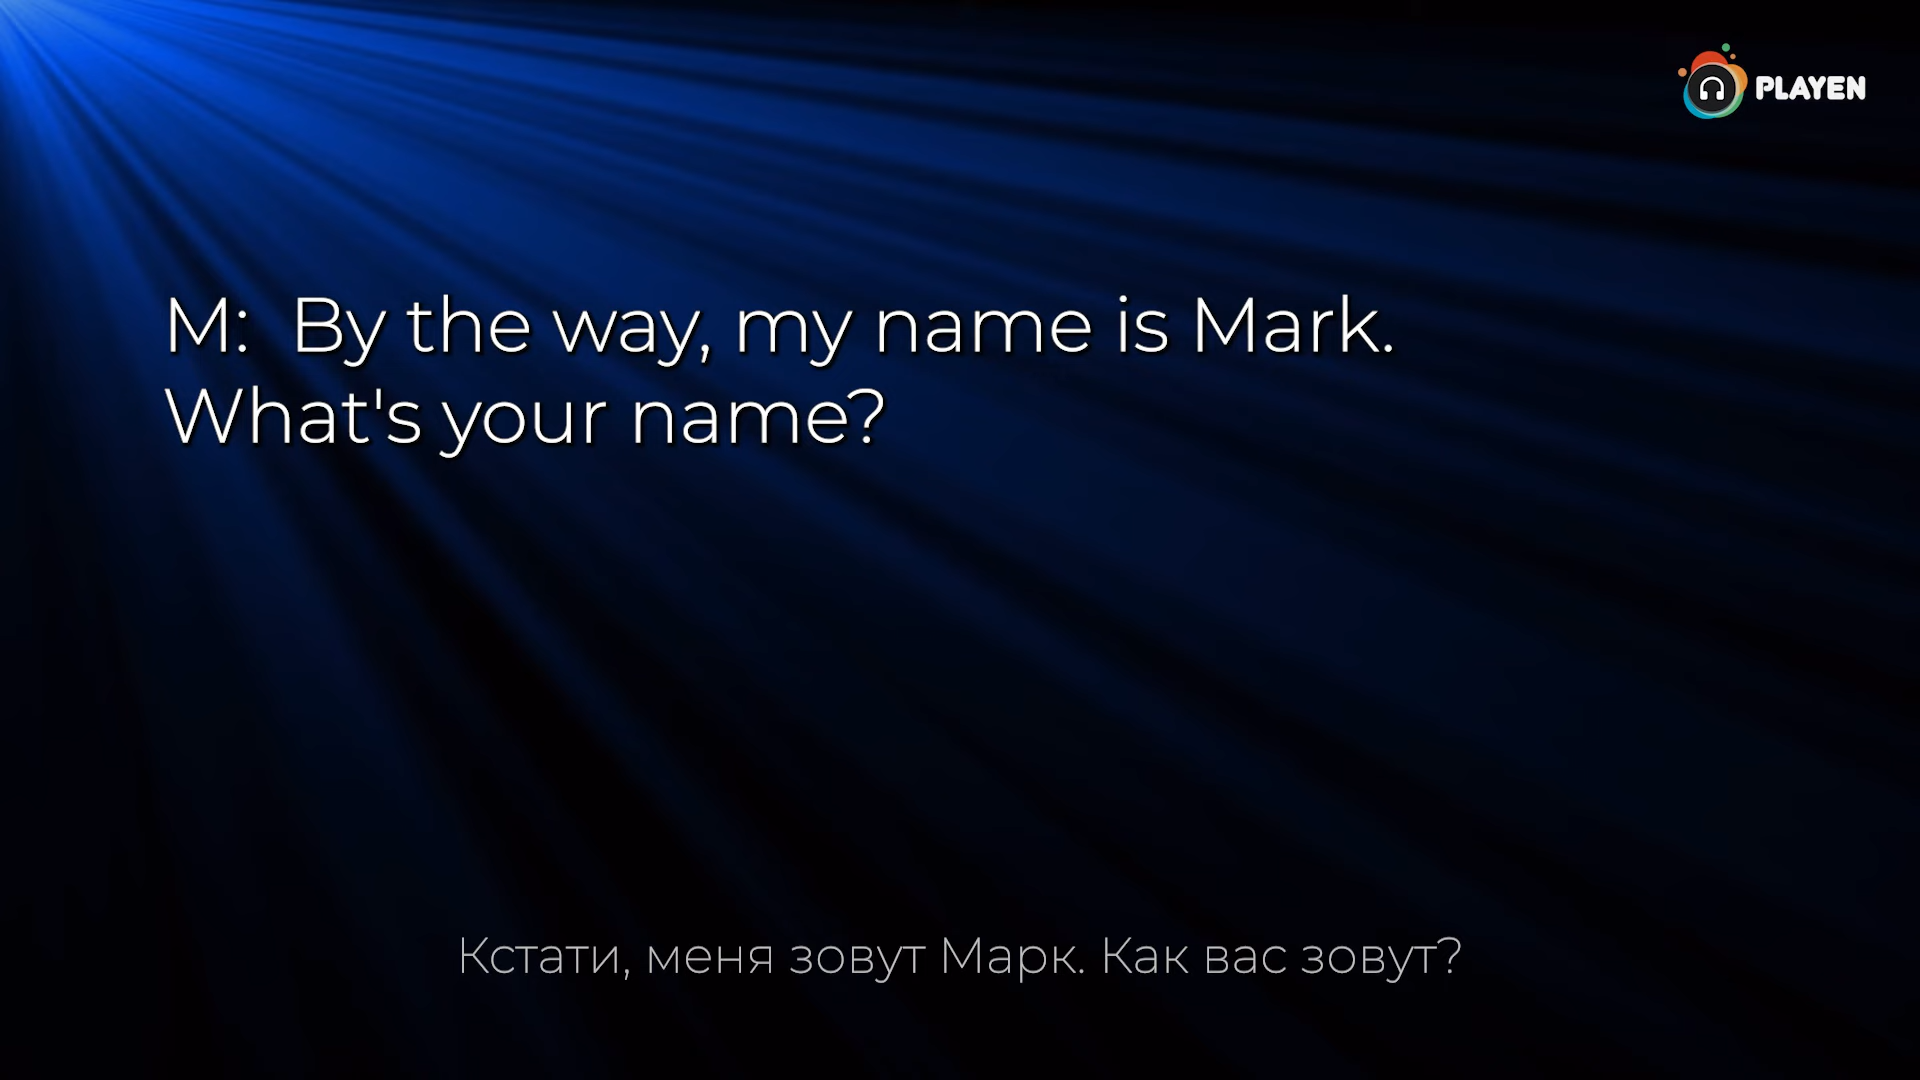 PLAYEN
M: By the way, my name is Mark.
What's your name?
Кстати, меня зовут Марк. Как вас зовут?